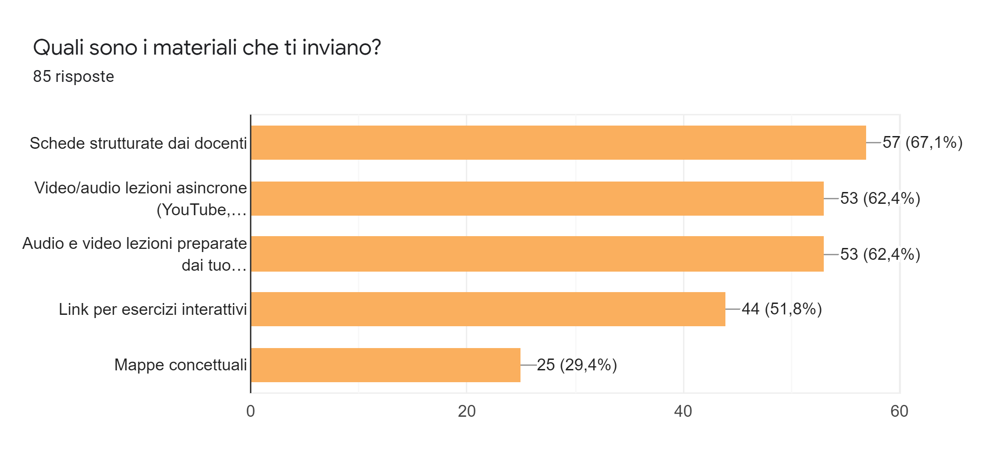 Quali sono i materiali che ti inviano?
85 risposte
Schede strutturate dai docenti
57 (67,1%)
Video/audio lezioni asincrone
(YouTube,…
53 (62,4%)
Audio e video lezioni preparate
dai tuo…
53 (62,4%)
Link per esercizi interattivi
44 (51,8%)
Mappe concettuali
25 (29,4%)
0 20 40 60